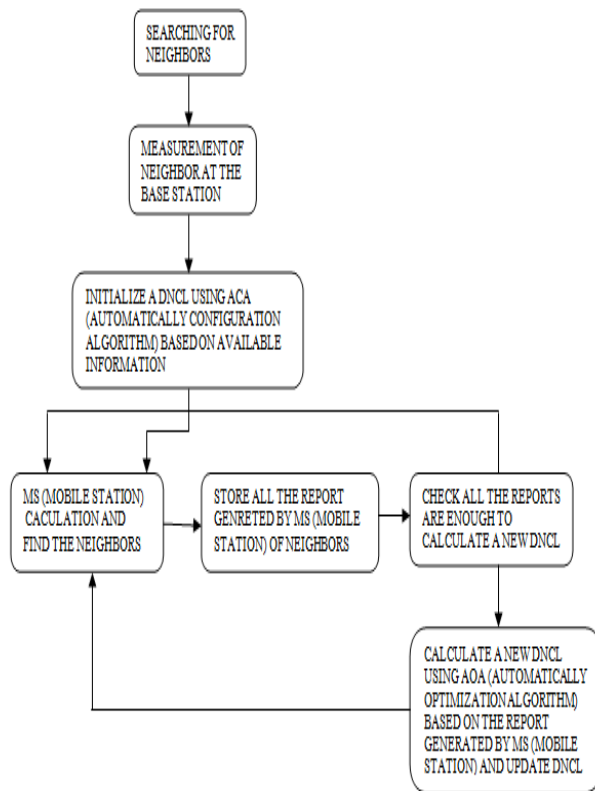 SEARCHING FOR
NEIGHBORS
MEASUREMENT OF
NEIGHBOR AT THE
BASE STATION
INITIALIZE A DNCL USING ACA
(AUTOMATICALLY CONFIGURATION
ALGORITHM) BASED ON AVAILABLE
INFORMATION
MS (MOBILE STATION)
CACULATION AND
FIND THE NEIGHBORS
STORE ALL THE REPORT
GENRETED BY MS (MOBILE
STATION) OF NEIGHBORS
CHECK ALL THE REPORTS
ARE ENOUGH TO
CALCULATE A NEW DNCL
CALCULATE A NEW DNCL
USING AOA (AUTOMATICALLY
OPTIMIZATION ALGORITHM)
BASED ON THE REPORT
GENERATED BY MS (MOBILE
STATION) AND UPDATE DNCL